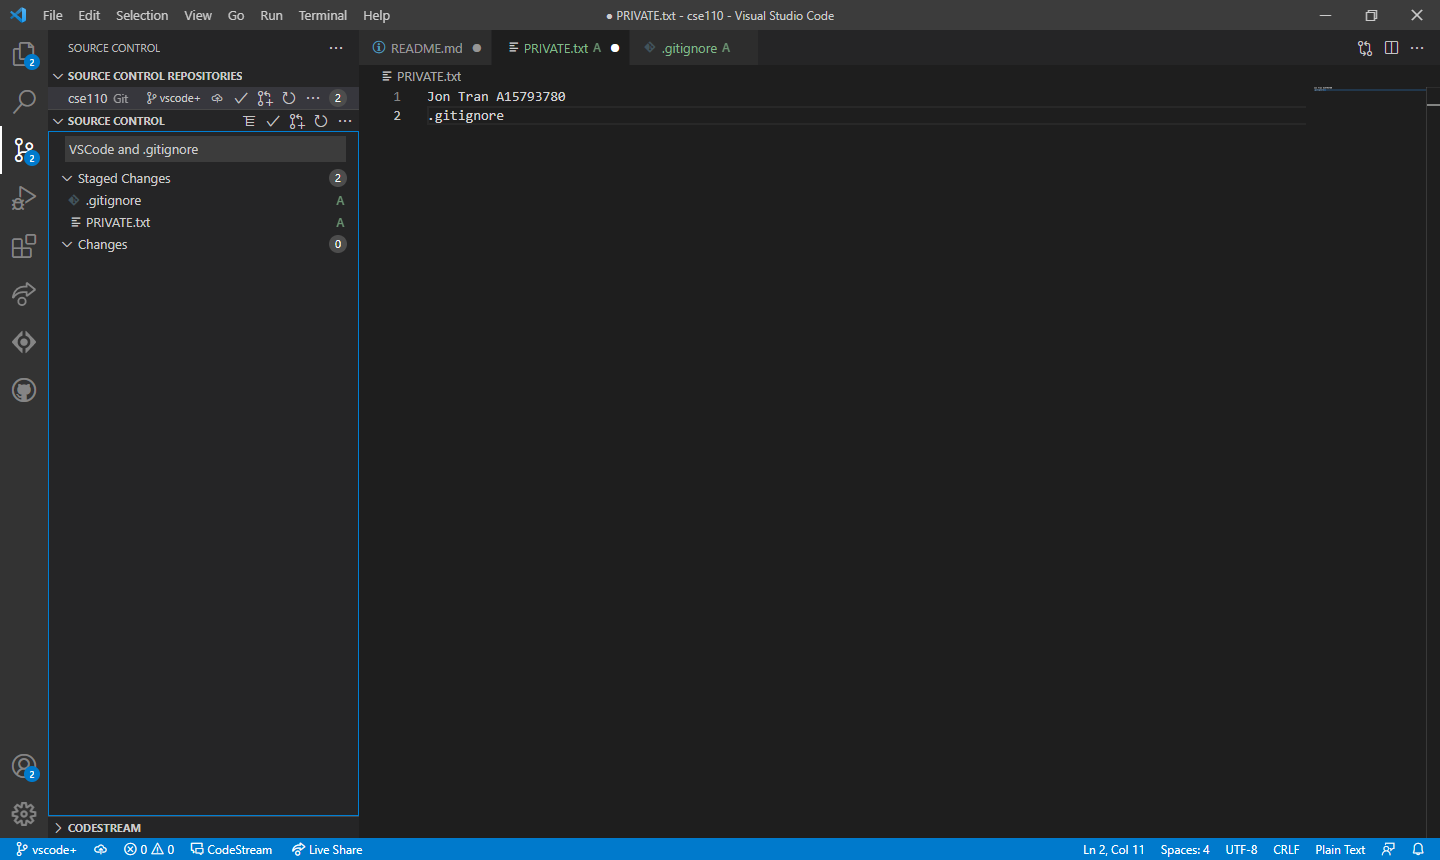 File Edit Selection View Go Run Terminal Help ● PRIVATE.txt - cse110 - Visual Studio Code
SOURCE CONTROL
SOURCE CONTROL REPOSITORIES
cse110 Git vscode+ 2
SOURCE CONTROL
VSCode and .gitignore
Staged Changes 2
.gitignore A
PRIVATE.txt A
Changes 0
CODESTREAM
2
2
2
README.md PRIVATE.txt A .gitignore A
PRIVATE.txt
1 Jon Tran A15793780
2 .gitignore
vscode+ 0 0 CodeStream Live Share Ln 2, Col 11 Spaces: 4 UTF-8 CRLF Plain Text